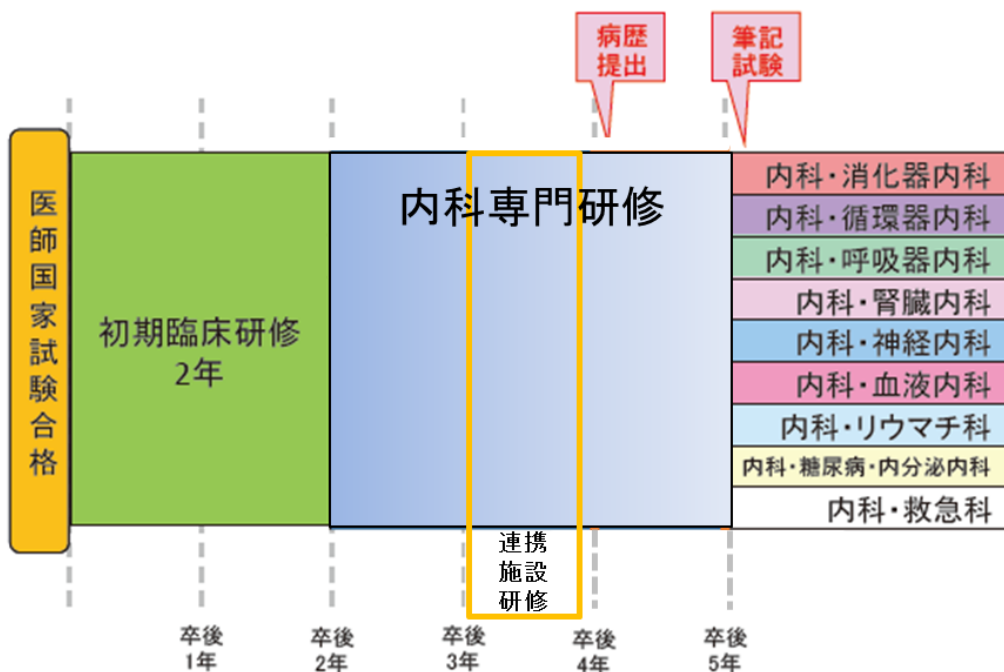 病歴
提出
筆記
試験
医師国家試験合格
初期臨床研修
2年
内科専門研修
連携
施設
研修
内科・消化器内科
内科・循環器内科
内科・呼吸器内科
内科・腎臓内科
内科・神経内科
内科・血液内科
内科・リウマチ科
内科・糖尿病・内分泌内科
内科・救急科
卒後
1年
卒後
2年
卒後
3年
卒後
4年
卒後
5年